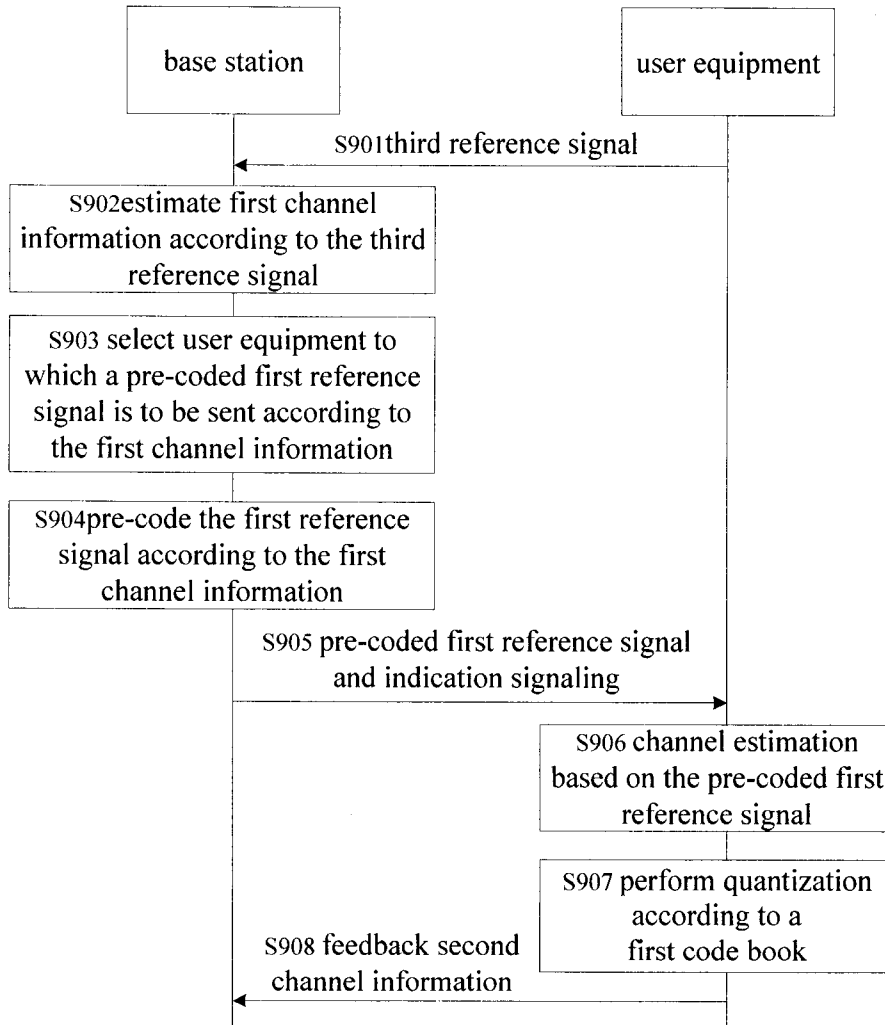 base station
user equipment
S901third reference signal
S902estimate first channel
information according to the third
reference signal
S903 select user equipment to
which a pre-coded first reference
signal is to be sent according to
the first channel information
S904pre-code the first reference
signal according to the first
channel information
S905 pre-coded first reference signal
and indication signaling
S906 channel estimation
based on the pre-coded first
reference signal
S907 perform quantization
according to a
first code book
S908 feedback second
channel information